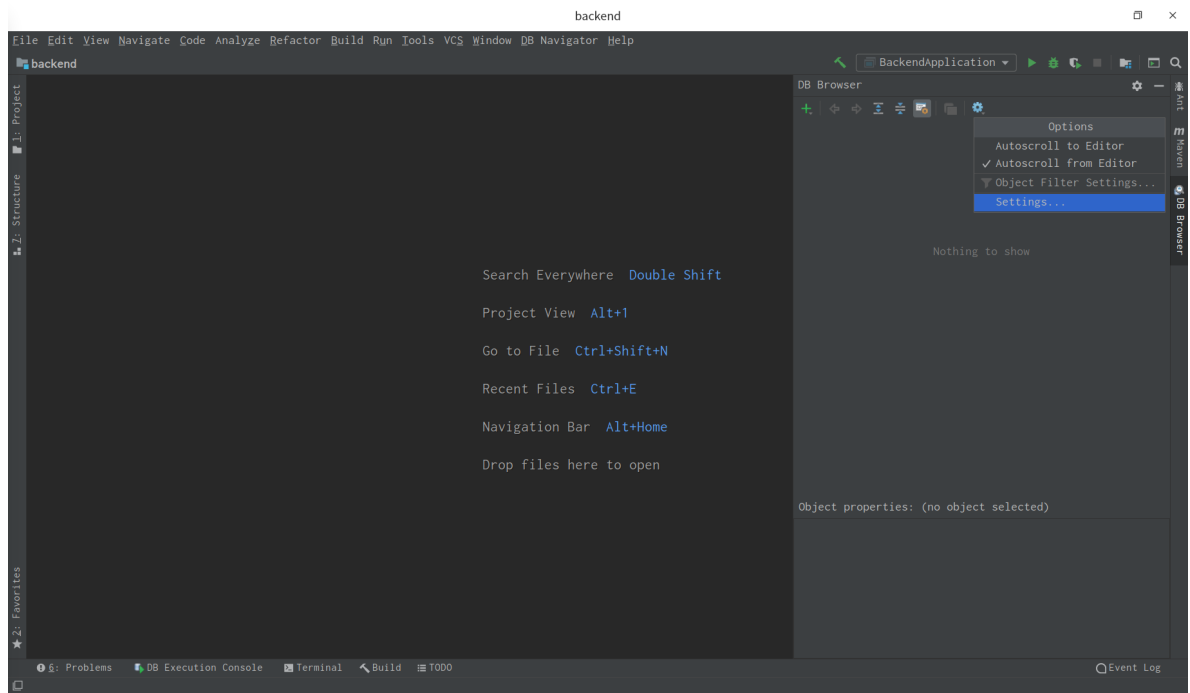 backend
File Edit View Navigate Code Analyze Refactor Build Run Tools VCS Window DB Navigator Help
backend
BackendApplication
1: Project
7: Structure
2: Favorites
Search Everywhere Double Shift
Project View Alt+1
Go to File Ctrl+Shift+N
Recent Files Ctrl+E
Navigation Bar Alt+Home
Drop files here to open
DB Browser
Options
Autoscroll to Editor
Autoscroll from Editor
Object Filter Settings...
Settings...
Nothing to show
Object properties: (no object selected)
Ant
m Maven
DB Browser
6: Problems DB Execution Console Terminal Build TODO Event Log